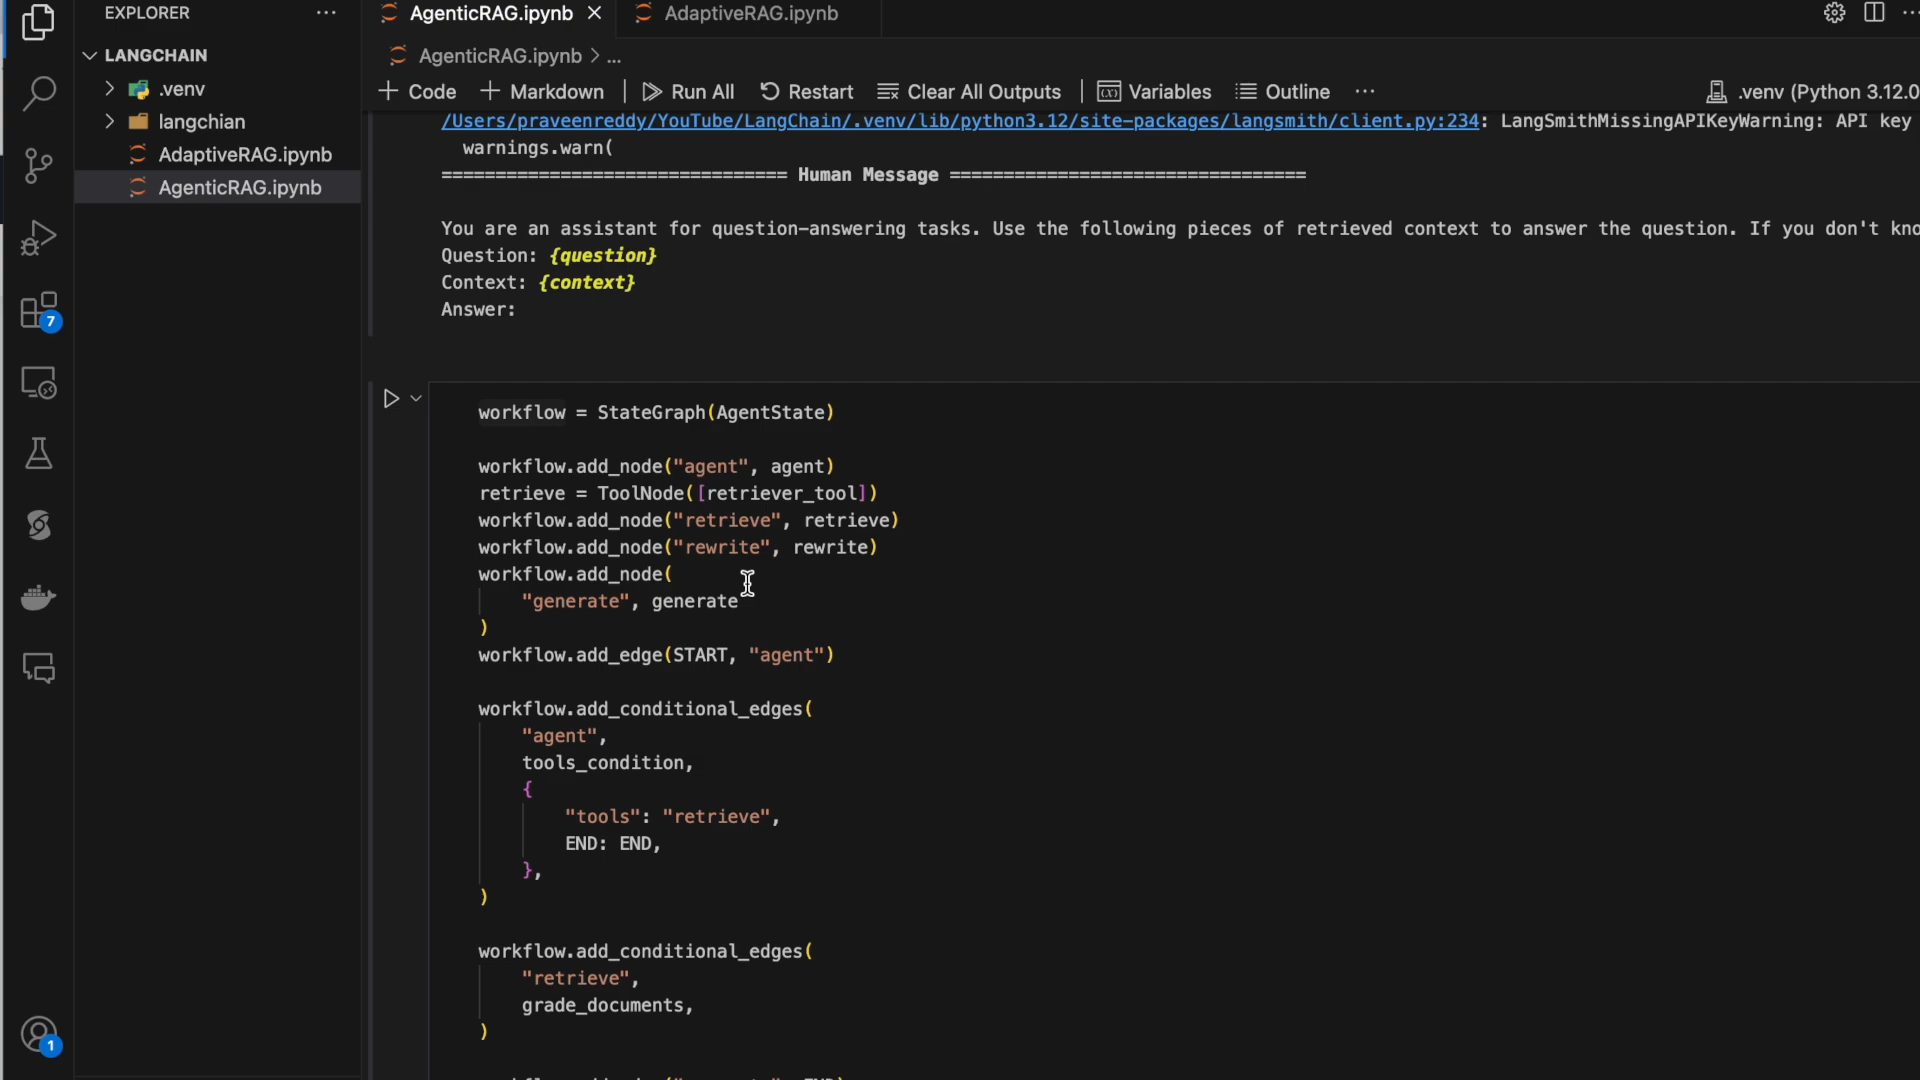 EXPLORER
AgenticRAG.ipynb
AdaptiveRAG.ipynb
LANGCHAIN
AgenticRAG.ipynb > ...
.venv
Code
Markdown
Run All
Restart
Clear All Outputs
Variables
Outline
.venv (Python 3.12.0
langchian
/Users/praveenreddy/YouTube/LangChain/.venv/lib/python3.12/site-packages/langsmith/client.py:234: LangSmithMissingAPIKeyWarning: API key
AdaptiveRAG.ipynb
warnings.warn(
AgenticRAG.ipynb
================================ Human Message =================================
You are an assistant for question-answering tasks. Use the following pieces of retrieved context to answer the question. If you don't kno
Question: {question}
Context: {context}
Answer:
7
workflow = StateGraph(AgentState)
workflow.add_node("agent", agent)
retrieve = ToolNode([retriever_tool])
workflow.add_node("retrieve", retrieve)
workflow.add_node("rewrite", rewrite)
workflow.add_node(
"generate", generate
)
workflow.add_edge(START, "agent")
workflow.add_conditional_edges(
"agent",
tools_condition,
{
"tools": "retrieve",
END: END,
},
)
workflow.add_conditional_edges(
"retrieve",
grade_documents,
)
1